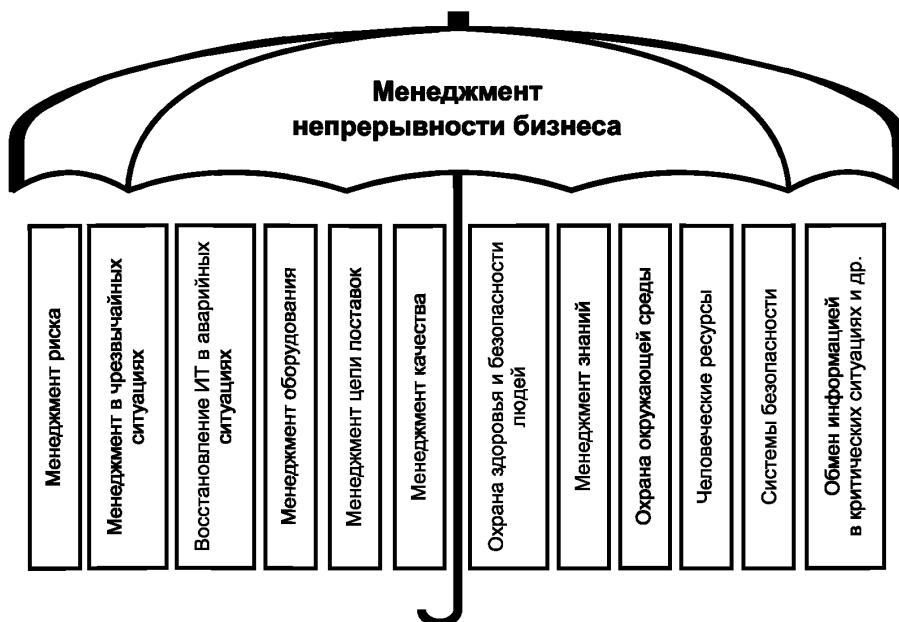 Менеджмент
непрерывности бизнеса
Менеджмент риска
Менеджмент в чрезвычайных
ситуациях
Восстановление ИТ в аварийных
ситуациях
Менеджмент оборудования
Менеджмент цепи поставок
Менеджмент качества
Охрана здоровья и безопасности
людей
Менеджмент знаний
Охрана окружающей среды
Человеческие ресурсы
Системы безопасности
Обмен информацией
в критических ситуациях и др.